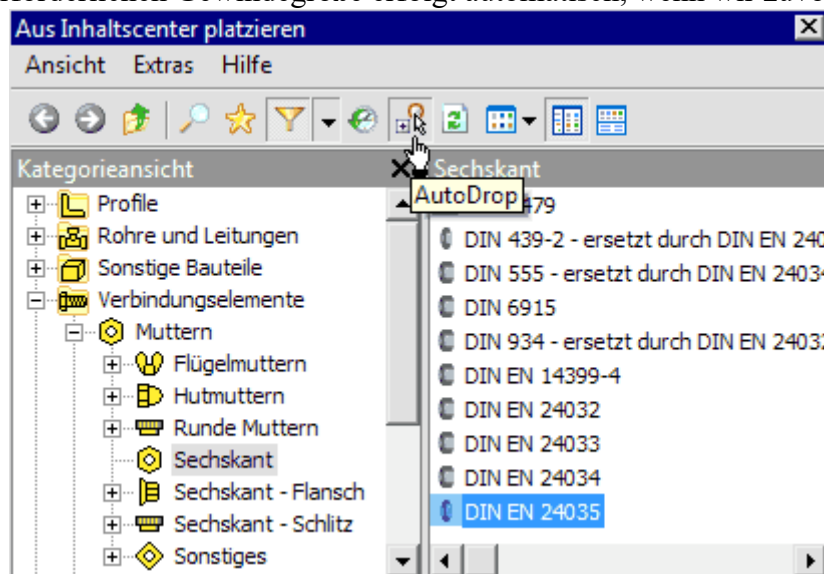 Aus Inhaltscenter platzieren
Ansicht Extras Hilfe
Kategorieansicht
Profile
Rohre und Leitungen
Sonstige Bauteile
Verbindungselemente
Muttern
Flügelmuttern
Hutmuttern
Runde Muttern
Sechskant
Sechskant - Flansch
Sechskant - Schlitz
Sonstiges
Sechskant
AutoDrop
479
DIN 439-2 - ersetzt durch DIN EN 240
DIN 555 - ersetzt durch DIN EN 24034
DIN 6915
DIN 934 - ersetzt durch DIN EN 24032
DIN EN 14399-4
DIN EN 24032
DIN EN 24033
DIN EN 24034
DIN EN 24035